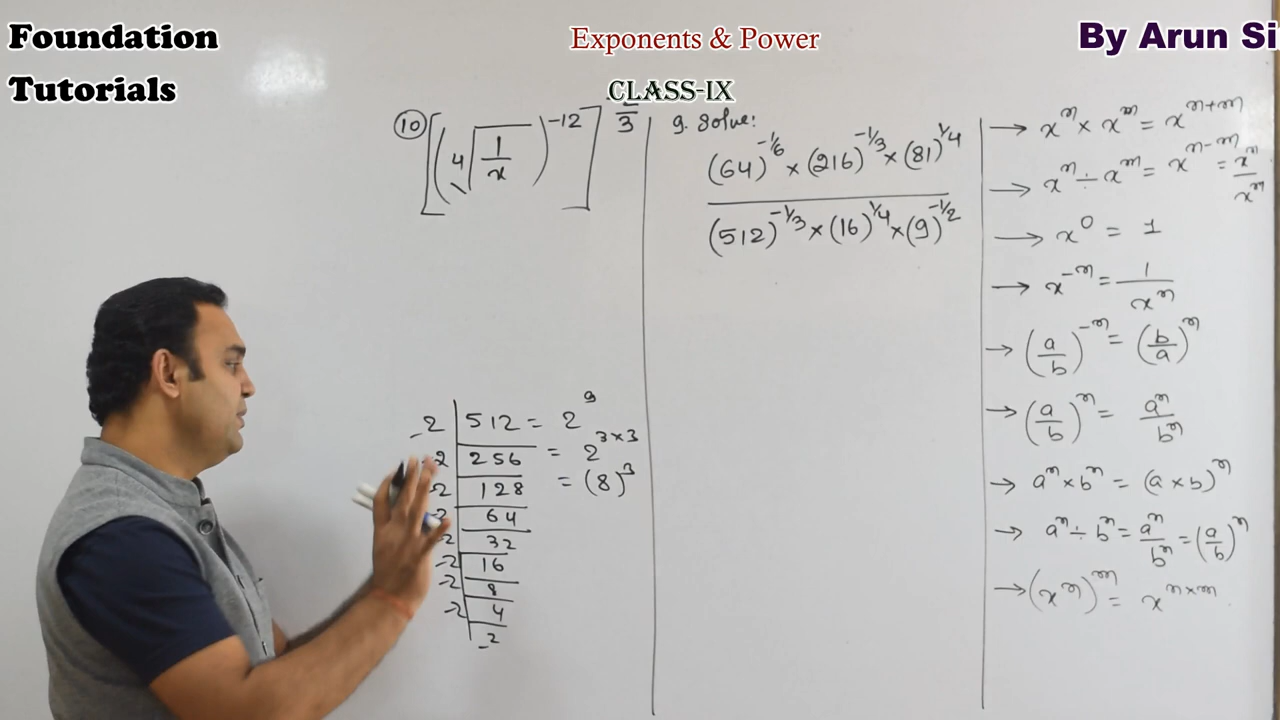 Foundation
Tutorials
Exponents & Power
CLASS-IX
By Arun Si
10 [(∜(1/x))^-12]
3
9. Solve:
(64)^-1/6 × (216)^-1/3 × (81)^1/4
(512)^-1/3 × (16)^1/4 × (9)^-1/2
2 | 512 = 2^9
2 | 256 = 2^3×3
2 | 128 = (8)^3
2 | 64
2 | 32
2 | 16
2 | 8
2 | 4
2
→ x^n × x^m = x^n+m
→ x^n ÷ x^m = x^n-m = x^n/x^m
→ x^0 = 1
→ x^-n = 1/x^n
→ (a/b)^-n = (b/a)^n
→ (a/b)^n = a^n/b^n
→ a^n × b^n = (a × b)^n
→ a^n ÷ b^n = a^n/b^n = (a/b)^n
→ (x^n)^m = x^n×m